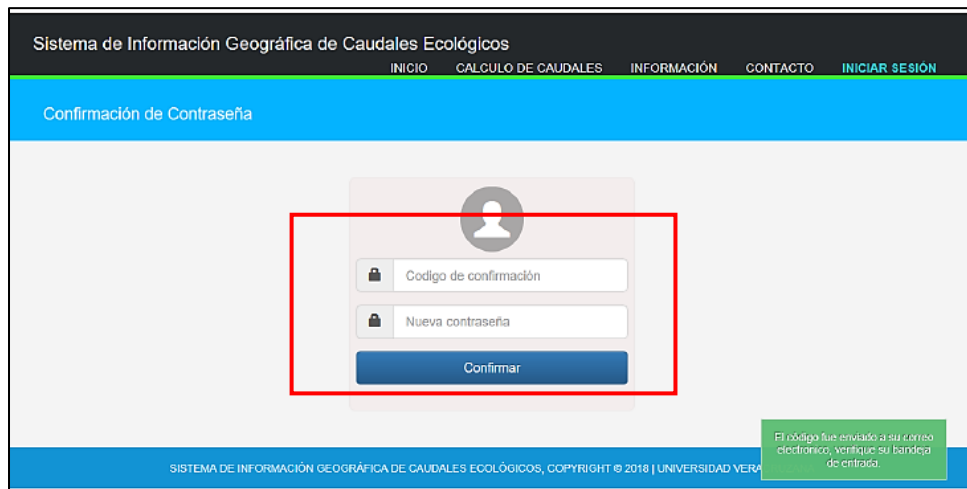 Sistema de Información Geográfica de Caudales Ecológicos
INICIO CALCULO DE CAUDALES INFORMACIÓN CONTACTO INICIAR SESIÓN
Confirmación de Contraseña
Codigo de confirmación
Nueva contraseña
Confirmar
El código fue enviado a su correo
electrónico, verifique su bandeja
de entrada.
SISTEMA DE INFORMACIÓN GEOGRÁFICA DE CAUDALES ECOLÓGICOS, COPYRIGHT © 2018 | UNIVERSIDAD